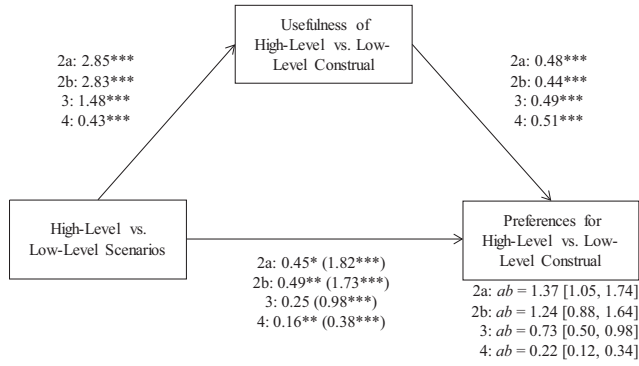 Usefulness of
High-Level vs. Low-
Level Construal
2a: 2.85***
2b: 2.83***
3: 1.48***
4: 0.43***
2a: 0.48***
2b: 0.44***
3: 0.49***
4: 0.51***
High-Level vs.
Low-Level Scenarios
Preferences for
High-Level vs. Low-
Level Construal
2a: 0.45* (1.82***)
2b: 0.49** (1.73***)
3: 0.25 (0.98***)
4: 0.16** (0.38***)
2a: ab = 1.37 [1.05, 1.74]
2b: ab = 1.24 [0.88, 1.64]
3: ab = 0.73 [0.50, 0.98]
4: ab = 0.22 [0.12, 0.34]